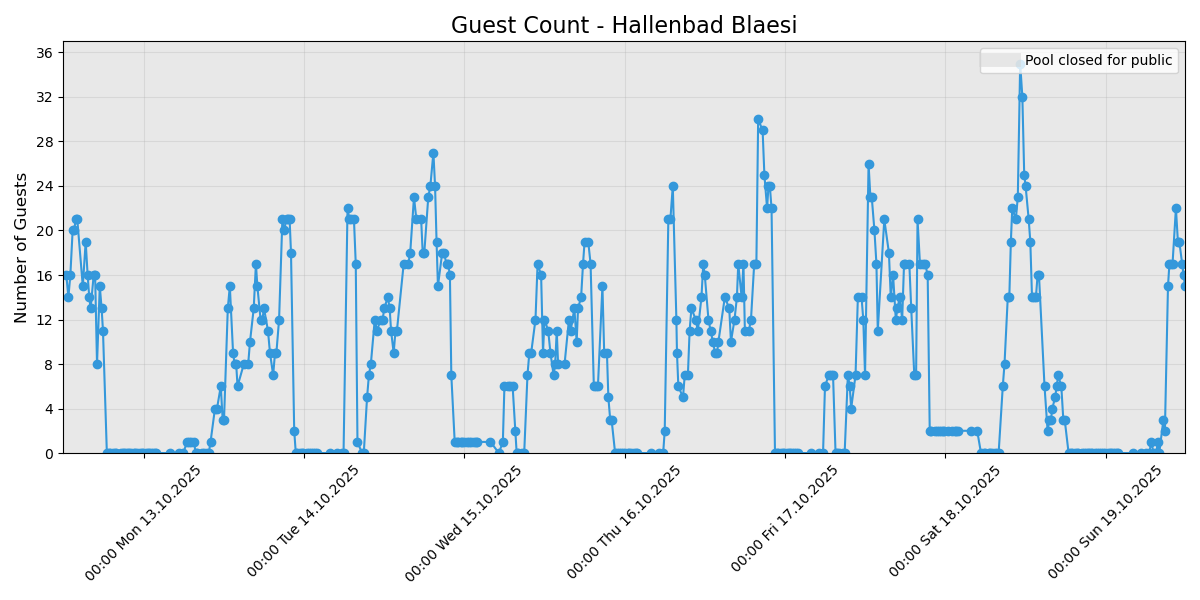 Guest Count - Hallenbad Blaesi
Pool closed for public
Number of Guests
36
32
28
24
20
16
12
8
4
0
00:00 Mon 13.10.2025
00:00 Tue 14.10.2025
00:00 Wed 15.10.2025
00:00 Thu 16.10.2025
00:00 Fri 17.10.2025
00:00 Sat 18.10.2025
00:00 Sun 19.10.2025